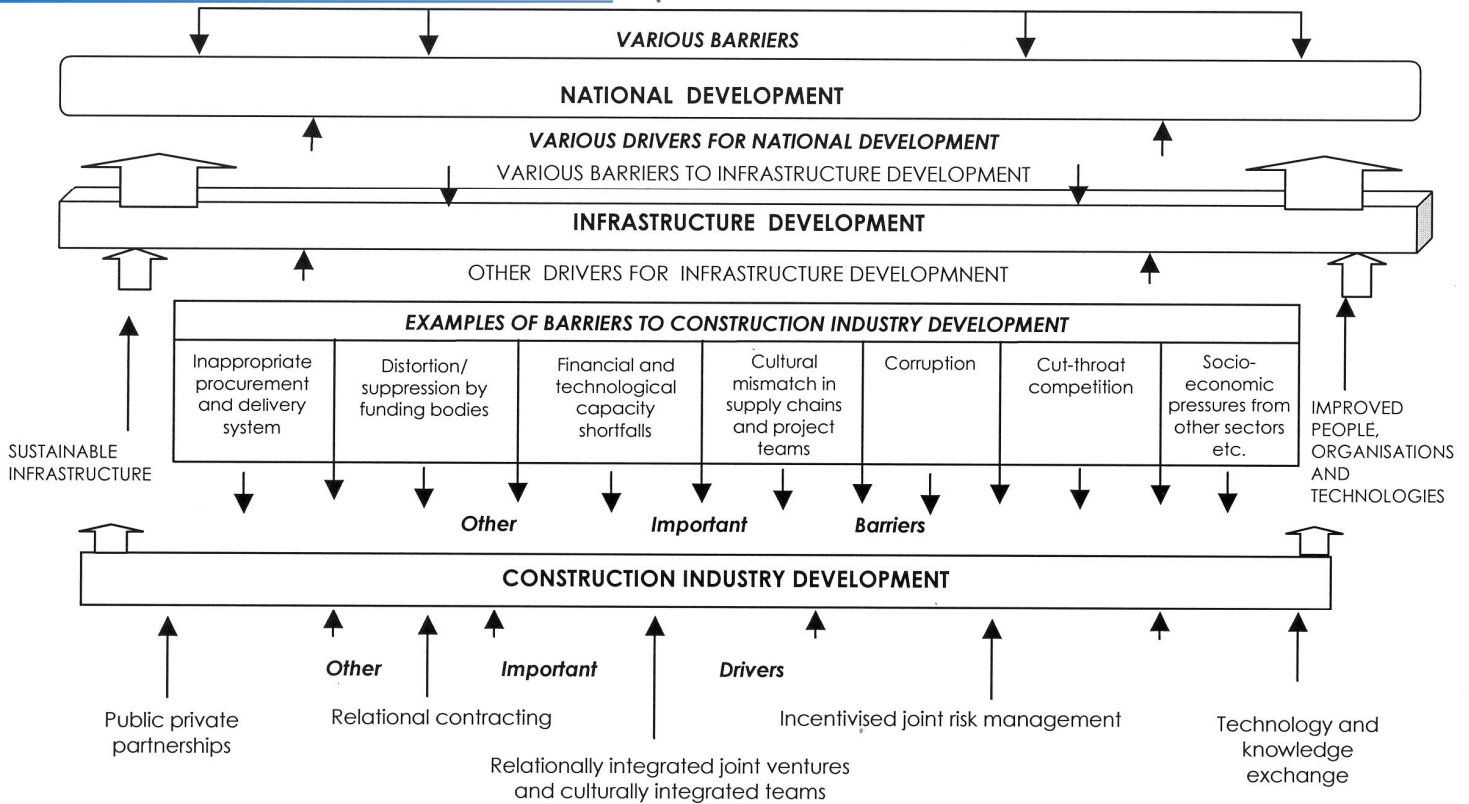 VARIOUS BARRIERS
NATIONAL DEVELOPMENT
VARIOUS DRIVERS FOR NATIONAL DEVELOPMENT
VARIOUS BARRIERS TO INFRASTRUCTURE DEVELOPMENT
INFRASTRUCTURE DEVELOPMENT
OTHER DRIVERS FOR INFRASTRUCTURE DEVELOPMNENT
EXAMPLES OF BARRIERS TO CONSTRUCTION INDUSTRY DEVELOPMENT
Inappropriate
procurement
and delivery
system
Distortion/
suppression by
funding bodies
Financial and
technological
capacity
shortfalls
Cultural
mismatch in
supply chains
and project
teams
Corruption
Cut-throat
competition
Socio-
economic
pressures from
other sectors
etc.
SUSTAINABLE
INFRASTRUCTURE
IMPROVED
PEOPLE,
ORGANISATIONS
AND
TECHNOLOGIES
Other Important Barriers
CONSTRUCTION INDUSTRY DEVELOPMENT
Other Important Drivers
Public private
partnerships
Relational contracting
Relationally integrated joint ventures
and culturally integrated teams
Incentivised joint risk management
Technology and
knowledge
exchange